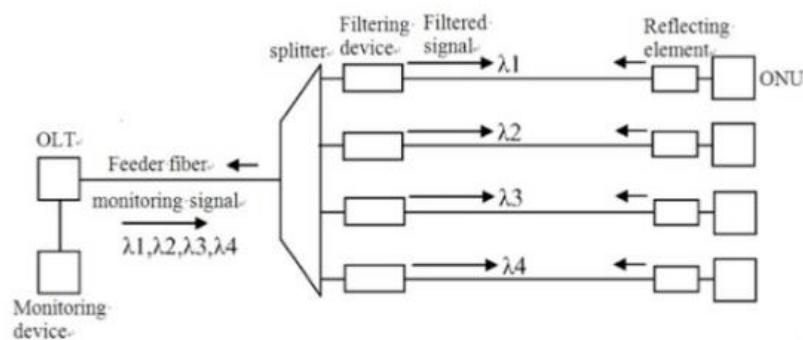 Filtering Filtered
device signal
Reflecting
element
splitter
λ1
ONU
OLT
λ2
Feeder fiber
monitoring signal
λ3
λ1,λ2,λ3,λ4
λ4
Monitoring
device